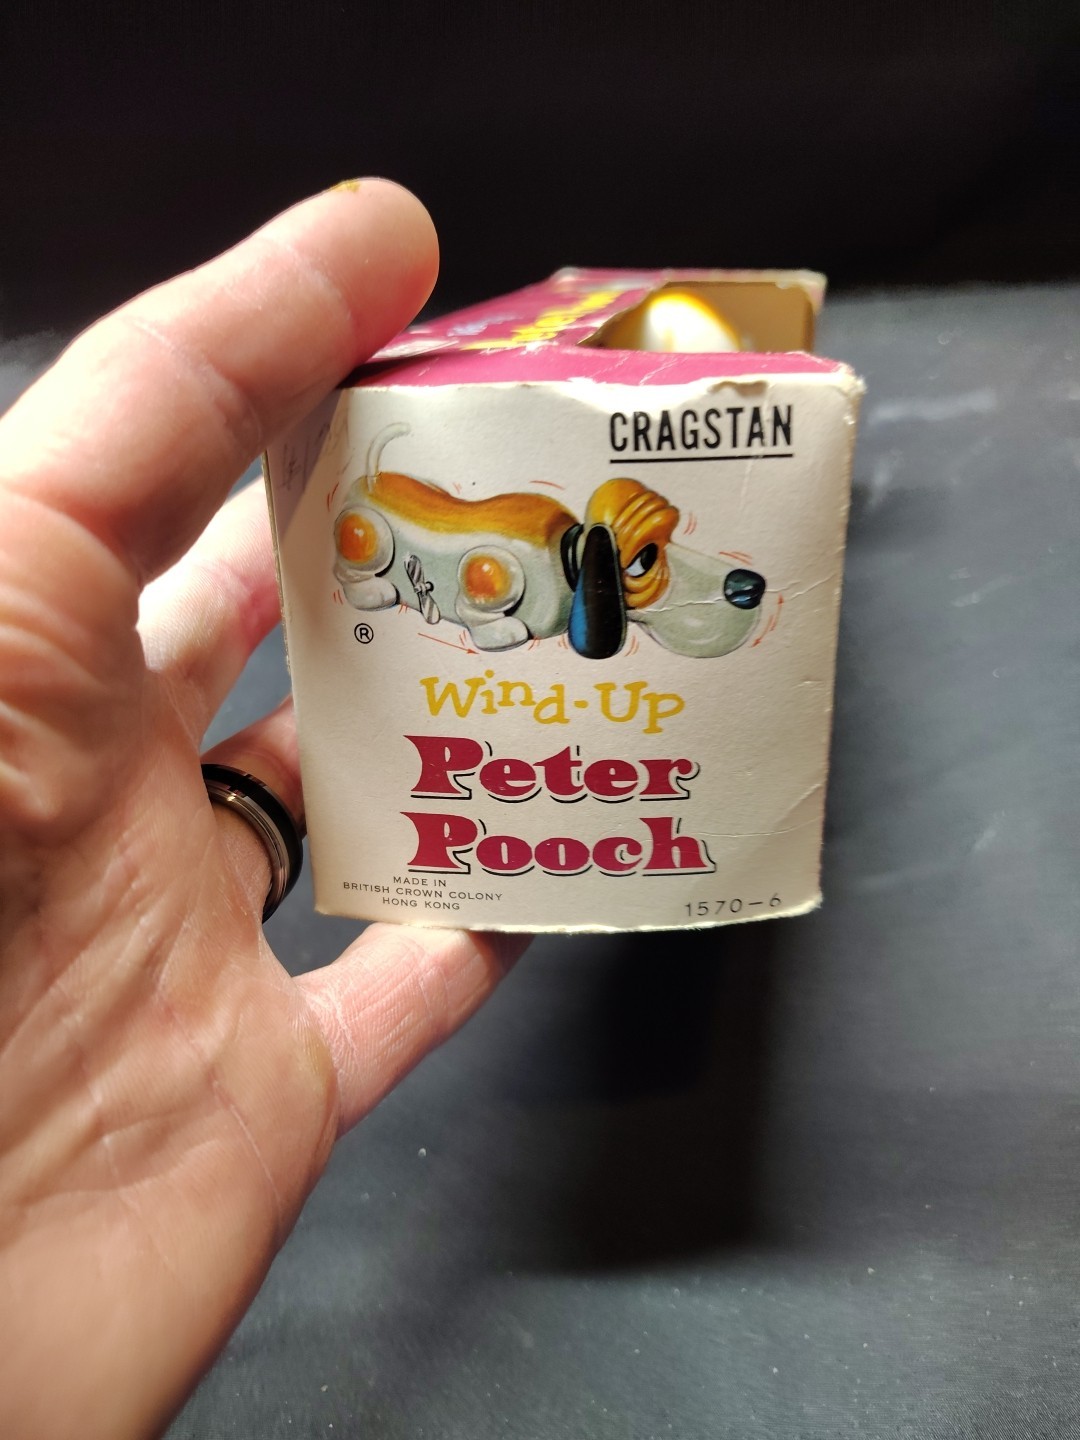 CRAGSTAN
®
Wind-Up
Peter
Pooch
MADE IN
BRITISH CROWN COLONY
HONG KONG
1570-6